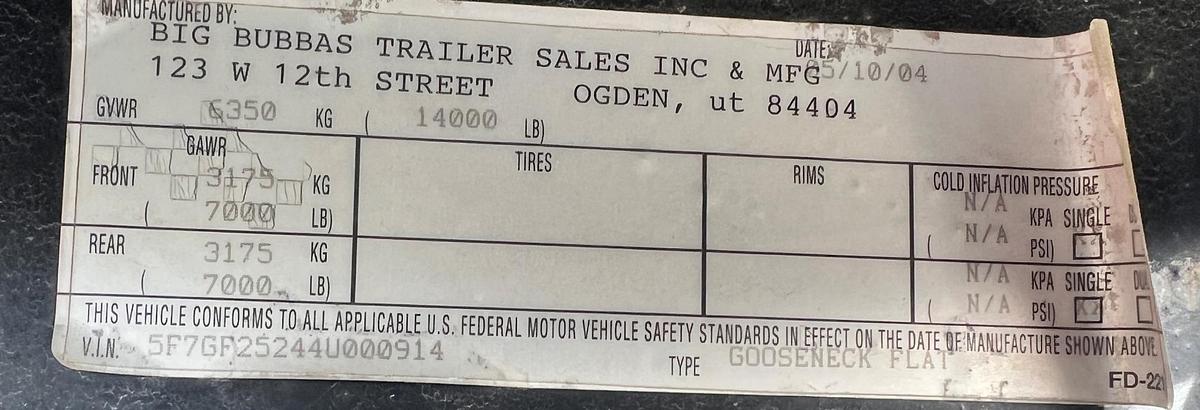 MANUFACTURED BY:
BIG BUBBAS TRAILER SALES INC & MFG
DATE: 05/10/04
123 W 12th STREET OGDEN, ut 84404
GVWR 6350 KG ( 14000 LB)
GAWR TIRES RIMS COLD INFLATION PRESSURE
FRONT 3175 KG N/A KPA SINGLE
( 7000 LB) ( N/A PSI)
REAR 3175 KG N/A KPA SINGLE
( 7000 LB) ( N/A PSI)
THIS VEHICLE CONFORMS TO ALL APPLICABLE U.S. FEDERAL MOTOR VEHICLE SAFETY STANDARDS IN EFFECT ON THE DATE OF MANUFACTURE SHOWN ABOVE
V.I.N. 5F7GF25244U000914 TYPE GOOSENECK FLAT